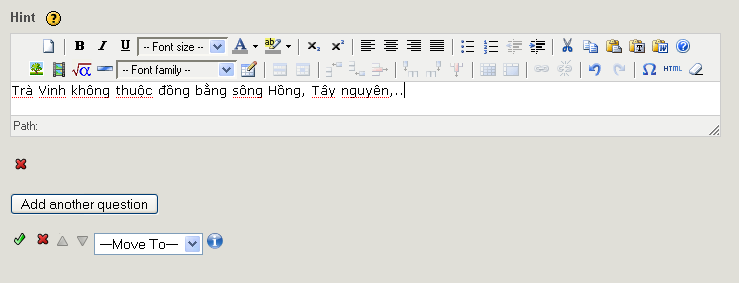 Hint ?
B I U -- Font size -- A ab x₂ x²
T W ?
√α -- Font family -- Ω HTML
Trà Vinh không thuộc đồng bằng sông Hồng, Tây nguyên,..
Path:
Add another question
—Move To— i